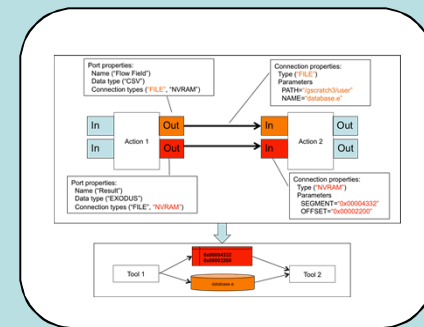 Port properties:
Name ("Flow Field")
Data type ("CSV")
Connection types ("FILE", "NVRAM")
Connection properties:
Type ("FILE")
Parameters
PATH="/gscratch3/user"
NAME="database.e"
In
Out
In
Out
Action 1
Action 2
In
Out
In
Out
Port properties:
Name ("Result")
Data type ("EXODUS")
Connection types ("FILE", "NVRAM")
Connection properties:
Type ("NVRAM")
Parameters
SEGMENT="0x00004332"
OFFSET="0x00002200"
0x00004332
0x00002200
Tool 1
Tool 2
database.e